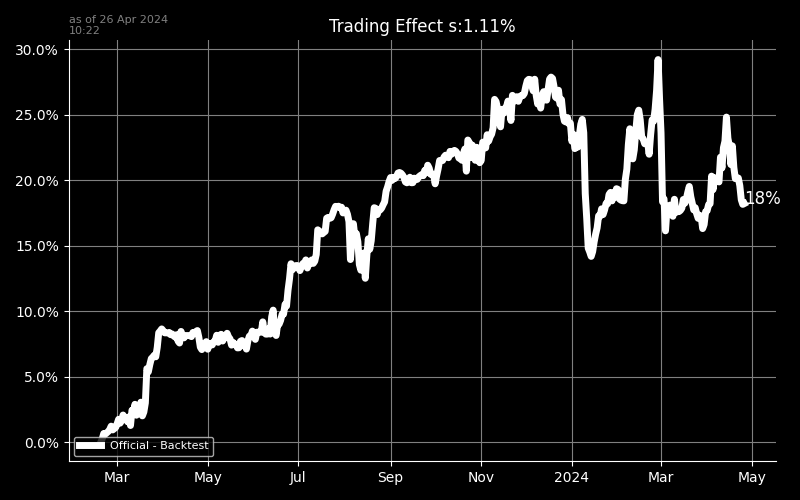 as of 26 Apr 2024
10:22
Trading Effect s:1.11%
30.0%
25.0%
20.0%
15.0%
10.0%
5.0%
0.0%
18%
Official - Backtest
Mar
May
Jul
Sep
Nov
2024
Mar
May